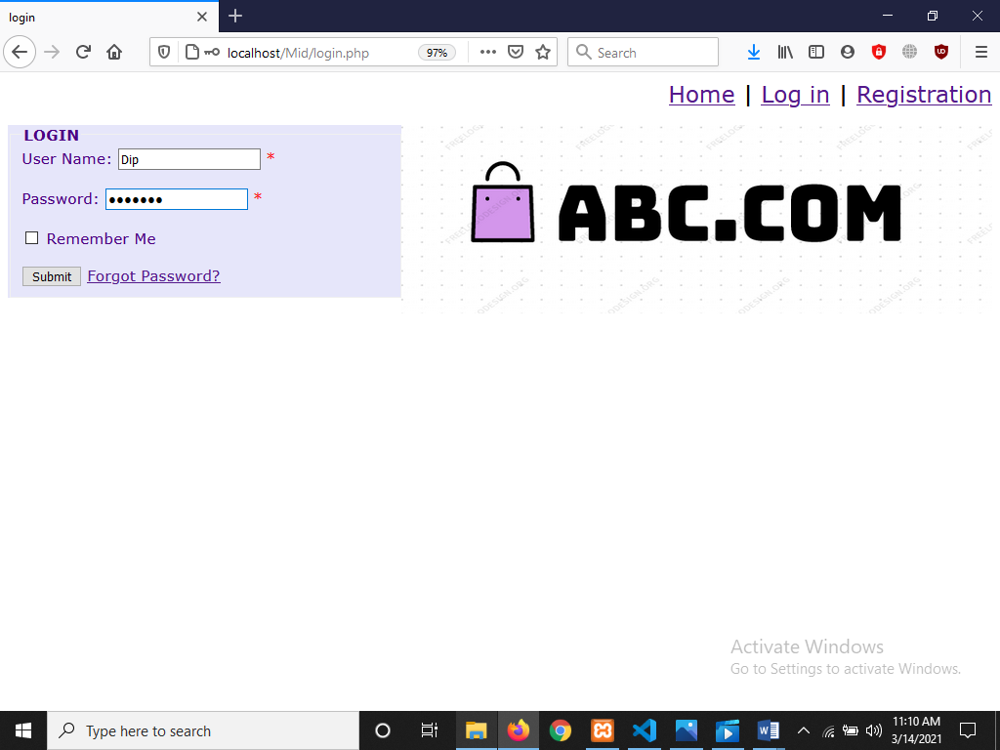 login
localhost/Mid/login.php
97%
Search
Home | Log in | Registration
LOGIN
User Name: Dip *
Password: ••••••• *
Remember Me
Submit Forgot Password?
ABC.COM
Activate Windows
Go to Settings to activate Windows.
Type here to search
11:10 AM
3/14/2021